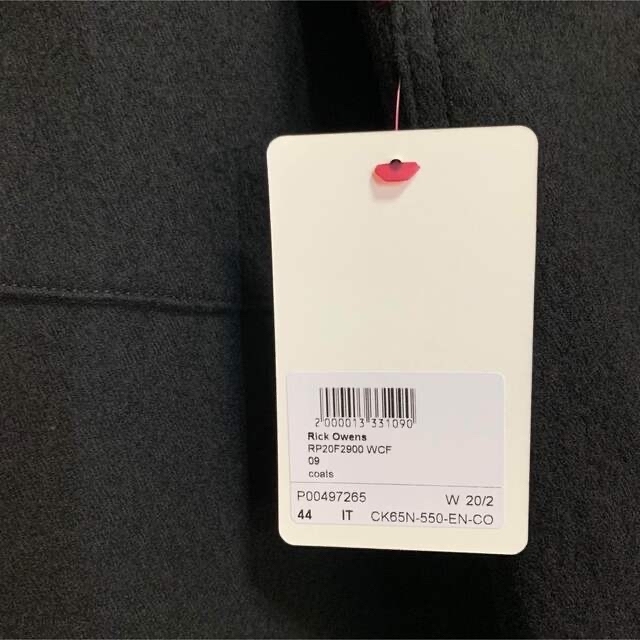 2 000013 331090
Rick Owens
RP20F2900 WCF
09
coats
P00497265 W 20/2
44 IT CK65N-550-EN-CO